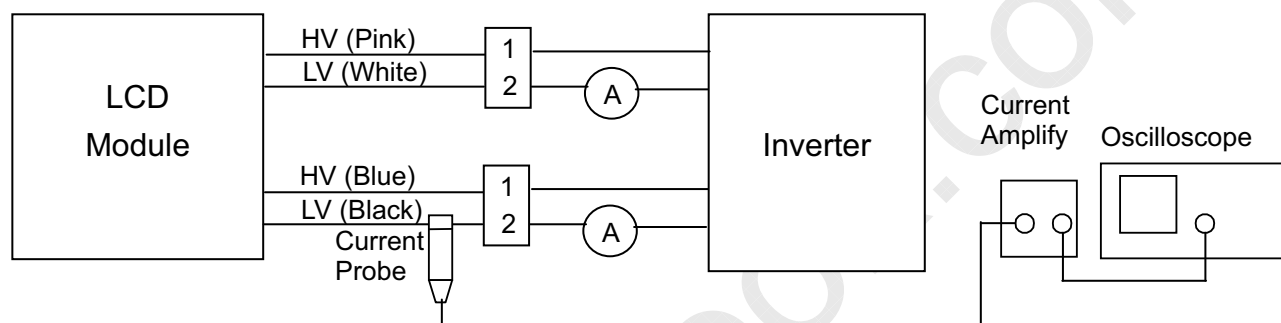 LCD
Module
HV (Pink)
LV (White)
1
2
A
HV (Blue)
LV (Black)
1
2
A
Current
Probe
Inverter
Current
Amplify
Oscilloscope